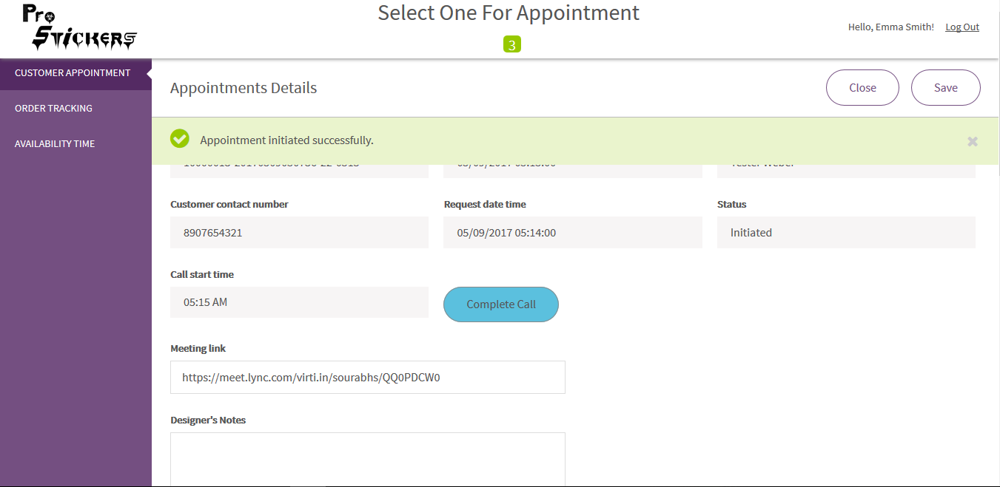 Pro
Stickers
Select One For Appointment
3
Hello, Emma Smith!
Log Out
CUSTOMER APPOINTMENT
ORDER TRACKING
AVAILABILITY TIME
Appointments Details
Close
Save
Appointment initiated successfully.
Customer contact number
Request date time
Status
8907654321
05/09/2017 05:14:00
Initiated
Call start time
05:15 AM
Complete Call
Meeting link
https://meet.lync.com/virti.in/sourabhs/QQ0PDCW0
Designer's Notes